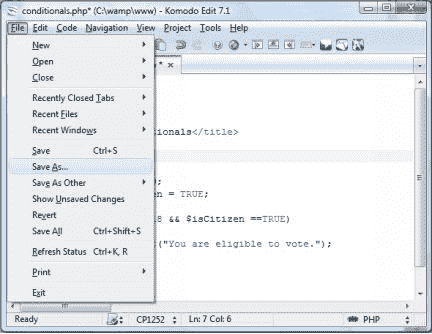 conditionals.php* (C:\wamp\www) - Komodo Edit 7.1
File Edit Code Navigation View Project Tools Help
New
Open
Close
Recently Closed Tabs
Recent Files
Recent Windows
Save Ctrl+S
Save As...
Save As Other
Show Unsaved Changes
Revert
Save All Ctrl+Shift+S
Refresh Status Ctrl+K, R
Print
Exit
* ×
tionals</title>
;
en = TRUE;
8 && $isCitizen ==TRUE)
("You are eligible to vote.");
Ready CP1252 Ln: 7 Col: 6 PHP